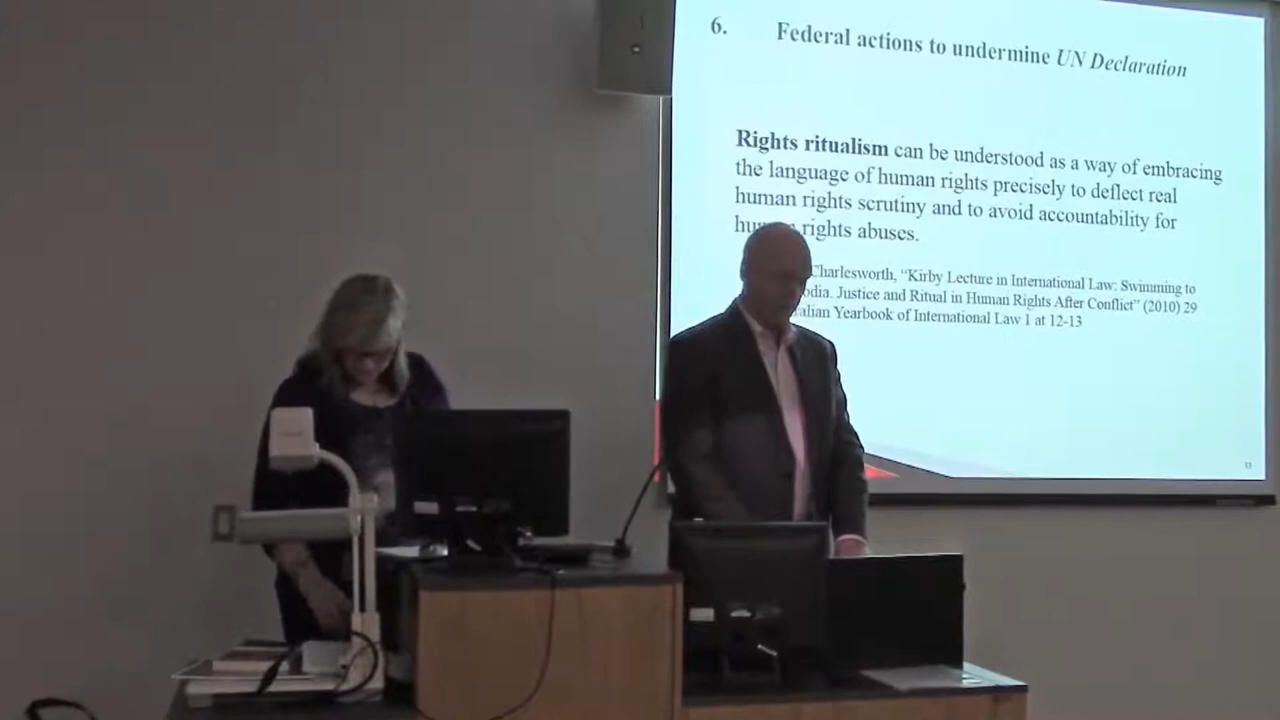 6. Federal actions to undermine UN Declaration
Rights ritualism can be understood as a way of embracing
the language of human rights precisely to deflect real
human rights scrutiny and to avoid accountability for
rights abuses.
Charlesworth, “Kirby Lecture in International Law: Swimming to
Justice and Ritual in Human Rights After Conflict” (2010) 29
Yearbook of International Law 1 at 12-13